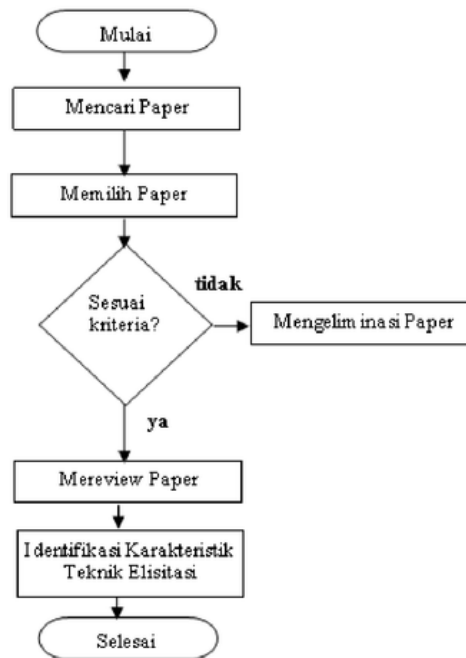 Mulai
Mencari Paper
Memilih Paper
Sesuai
kriteria?
tidak
Mengeliminasi Paper
ya
Mereview Paper
Identifikasi Karakteristik
Teknik Elisitasi
Selesai